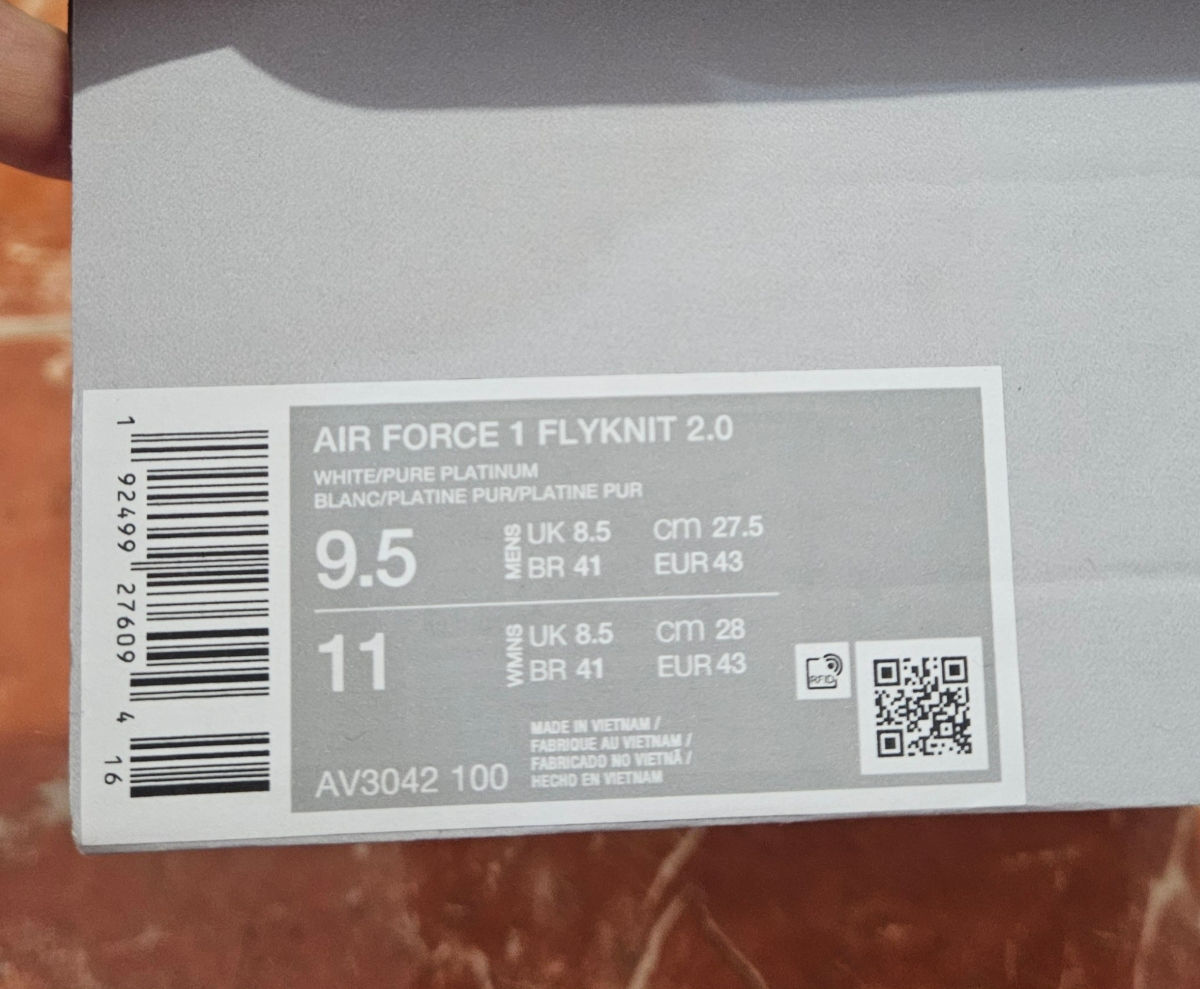 AIR FORCE 1 FLYKNIT 2.0
WHITE/PURE PLATINUM
BLANC/PLATINE PUR/PLATINE PUR
9.5 MENS UK 8.5 cm 27.5
BR 41 EUR 43
11 WMNS UK 8.5 cm 28
BR 41 EUR 43
RFID
MADE IN VIETNAM /
FABRIQUE AU VIETNAM /
FABRICADO NO VIETNÃ /
HECHO EN VIETNAM
AV3042 100
1 92499 27609 4
16